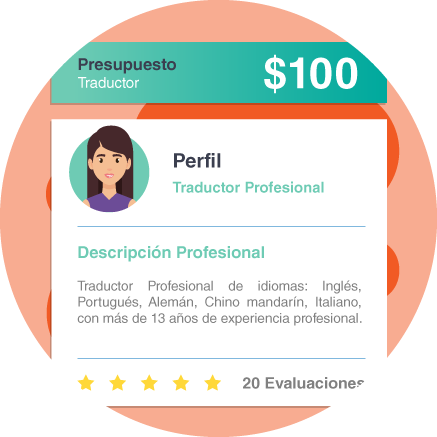 Presupuesto
Traductor
$100
Perfil
Traductor Profesional
Descripción Profesional
Traductor Profesional de idiomas: Inglés,
Portugués, Alemán, Chino mandarín, Italiano,
con más de 13 años de experiencia profesional.
20 Evaluaciones